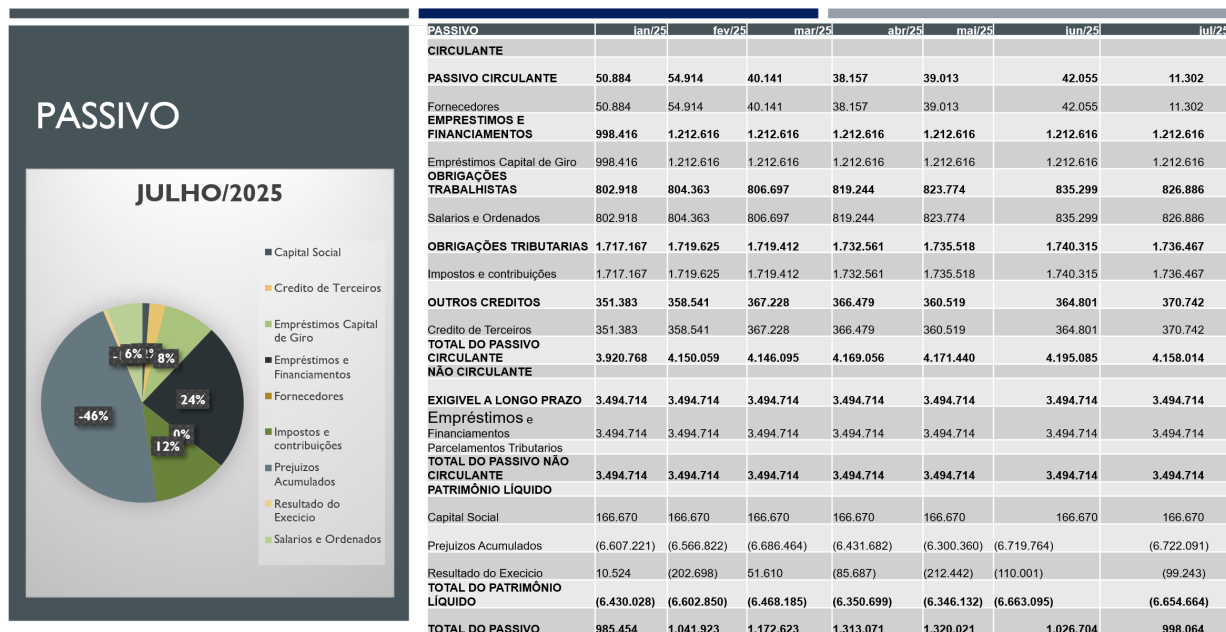 PASSIVO
JULHO/2025
Capital Social
Credito de Terceiros
Empréstimos Capital
de Giro
Empréstimos e
Financiamentos
Fornecedores
Impostos e
contribuições
Prejuizos
Acumulados
Resultado do
Execicio
Salarios e Ordenados
6%
8%
24%
0%
12%
-46%
PASSIVO jan/25 fev/25 mar/25 abr/25 mai/25 jun/25 jul/25
CIRCULANTE
PASSIVO CIRCULANTE 50.884 54.914 40.141 38.157 39.013 42.055 11.302
Fornecedores 50.884 54.914 40.141 38.157 39.013 42.055 11.302
EMPRESTIMOS E
FINANCIAMENTOS 998.416 1.212.616 1.212.616 1.212.616 1.212.616 1.212.616 1.212.616
Empréstimos Capital de Giro 998.416 1.212.616 1.212.616 1.212.616 1.212.616 1.212.616 1.212.616
OBRIGAÇÕES
TRABALHISTAS 802.918 804.363 806.697 819.244 823.774 835.299 826.886
Salarios e Ordenados 802.918 804.363 806.697 819.244 823.774 835.299 826.886
OBRIGAÇÕES TRIBUTARIAS 1.717.167 1.719.625 1.719.412 1.732.561 1.735.518 1.740.315 1.736.467
Impostos e contribuições 1.717.167 1.719.625 1.719.412 1.732.561 1.735.518 1.740.315 1.736.467
OUTROS CREDITOS 351.383 358.541 367.228 366.479 360.519 364.801 370.742
Credito de Terceiros 351.383 358.541 367.228 366.479 360.519 364.801 370.742
TOTAL DO PASSIVO
CIRCULANTE 3.920.768 4.150.059 4.146.095 4.169.056 4.171.440 4.195.085 4.158.014
NÃO CIRCULANTE
EXIGIVEL A LONGO PRAZO 3.494.714 3.494.714 3.494.714 3.494.714 3.494.714 3.494.714 3.494.714
Empréstimos e
Financiamentos 3.494.714 3.494.714 3.494.714 3.494.714 3.494.714 3.494.714 3.494.714
Parcelamentos Tributarios
TOTAL DO PASSIVO NÃO
CIRCULANTE 3.494.714 3.494.714 3.494.714 3.494.714 3.494.714 3.494.714 3.494.714
PATRIMÔNIO LÍQUIDO
Capital Social 166.670 166.670 166.670 166.670 166.670 166.670 166.670
Prejuizos Acumulados (6.607.221) (6.566.822) (6.686.464) (6.431.682) (6.300.360) (6.719.764) (6.722.091)
Resultado do Execicio 10.524 (202.698) 51.610 (85.687) (212.442) (110.001) (99.243)
TOTAL DO PATRIMÔNIO
LÍQUIDO (6.430.028) (6.602.850) (6.468.185) (6.350.699) (6.346.132) (6.663.095) (6.654.664)
TOTAL DO PASSIVO 985.454 1.041.923 1.172.623 1.313.071 1.320.021 1.026.704 998.064